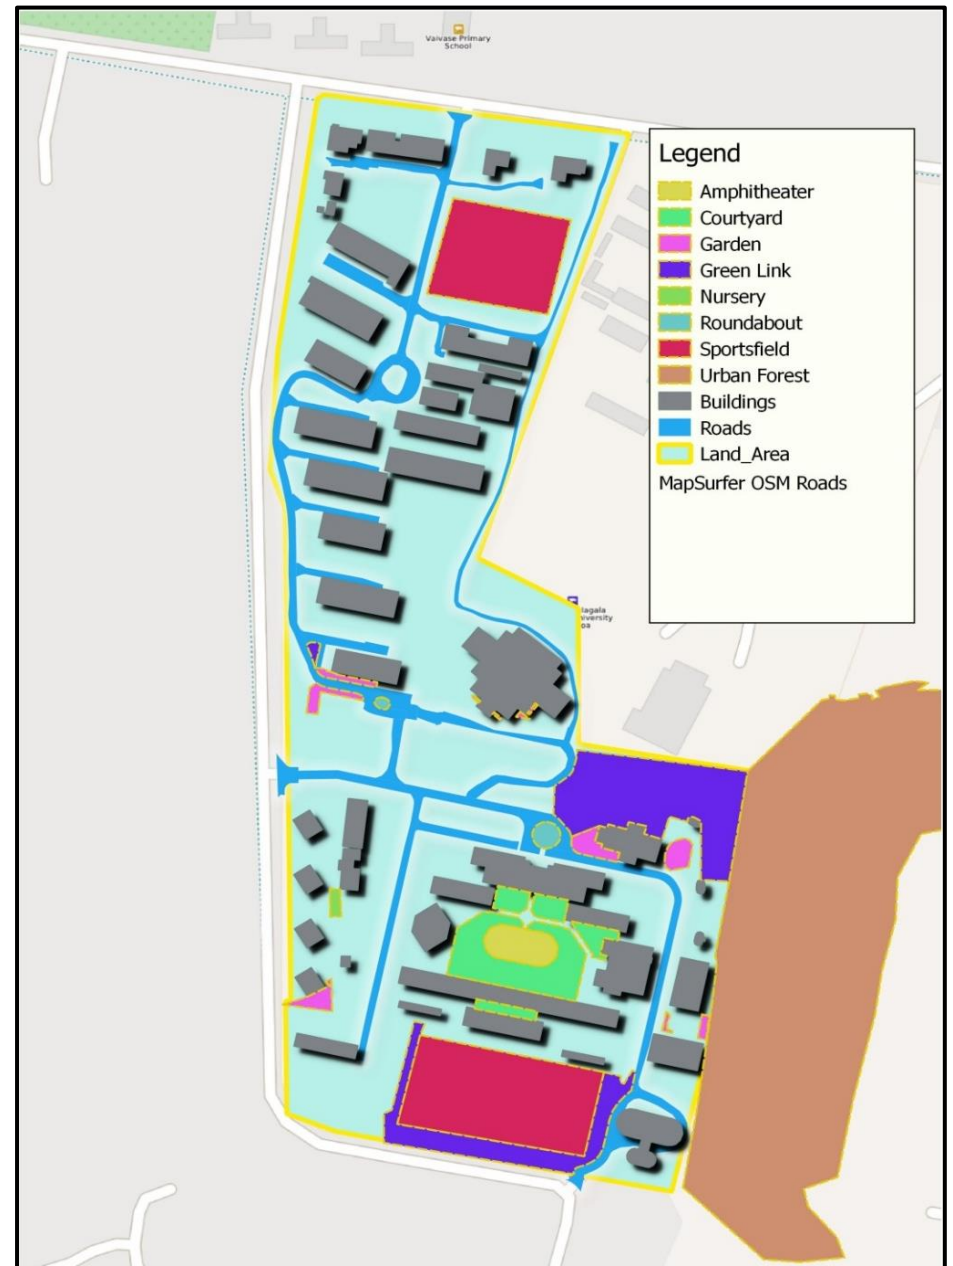 Vaivase Primary
School
Legend
Amphitheater
Courtyard
Garden
Green Link
Nursery
Roundabout
Sportsfield
Urban Forest
Buildings
Roads
Land_Area
MapSurfer OSM Roads